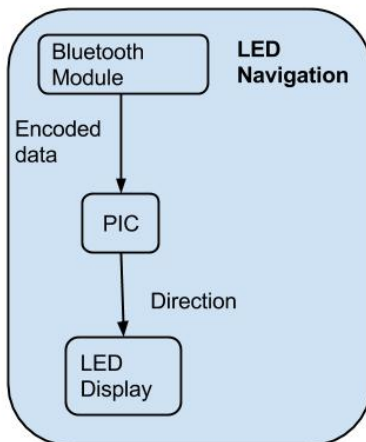 Bluetooth
Module
LED
Navigation
Encoded
data
PIC
Direction
LED
Display